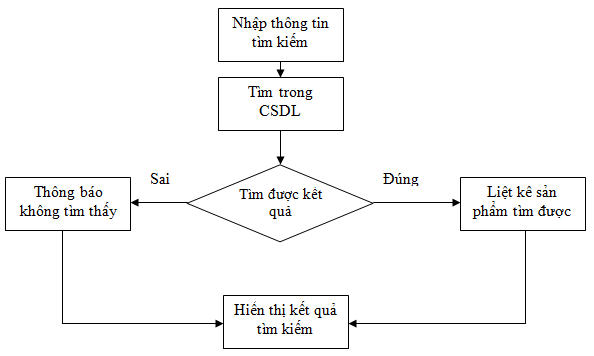 Nhập thông tin
tìm kiếm
Tìm trong
CSDL
Sai
Đúng
Thông báo
không tìm thấy
Tìm được kết
quả
Liệt kê sản
phẩm tìm được
Hiển thị kết quả
tìm kiếm